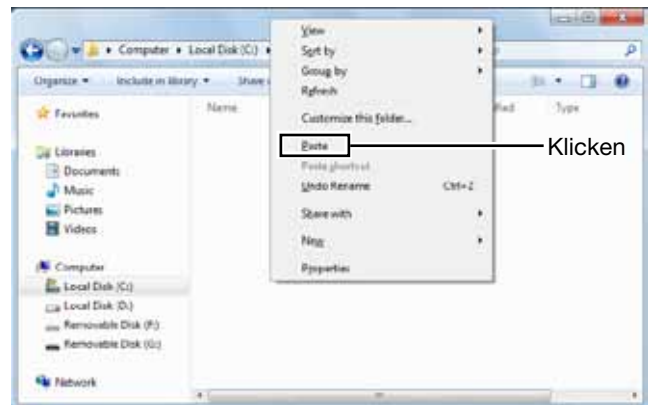 View
Computer ▸ Local Disk (C:) ▸
Sort by
Group by
Organize ▾ Include in library ▾ Share
Refresh
Favorites
Name
Type
Customize this folder...
Paste
Klicken
Libraries
Paste shortcut
Documents
Undo Rename Ctrl+Z
Music
Pictures
Share with
Videos
New
Computer
Properties
Local Disk (C:)
Local Disk (D:)
Removable Disk (F:)
Removable Disk (G:)
Network